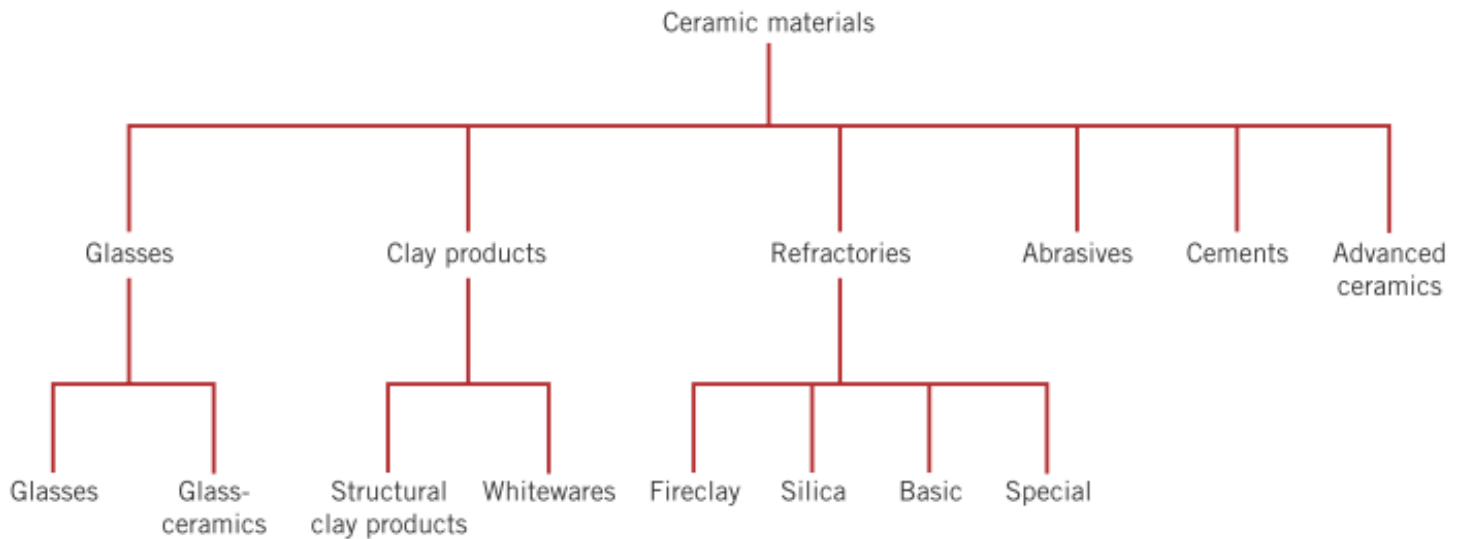 Ceramic materials
Glasses
Clay products
Refractories
Abrasives
Cements
Advanced
ceramics
Glasses
Glass-
ceramics
Structural
clay products
Whitewares
Fireclay
Silica
Basic
Special